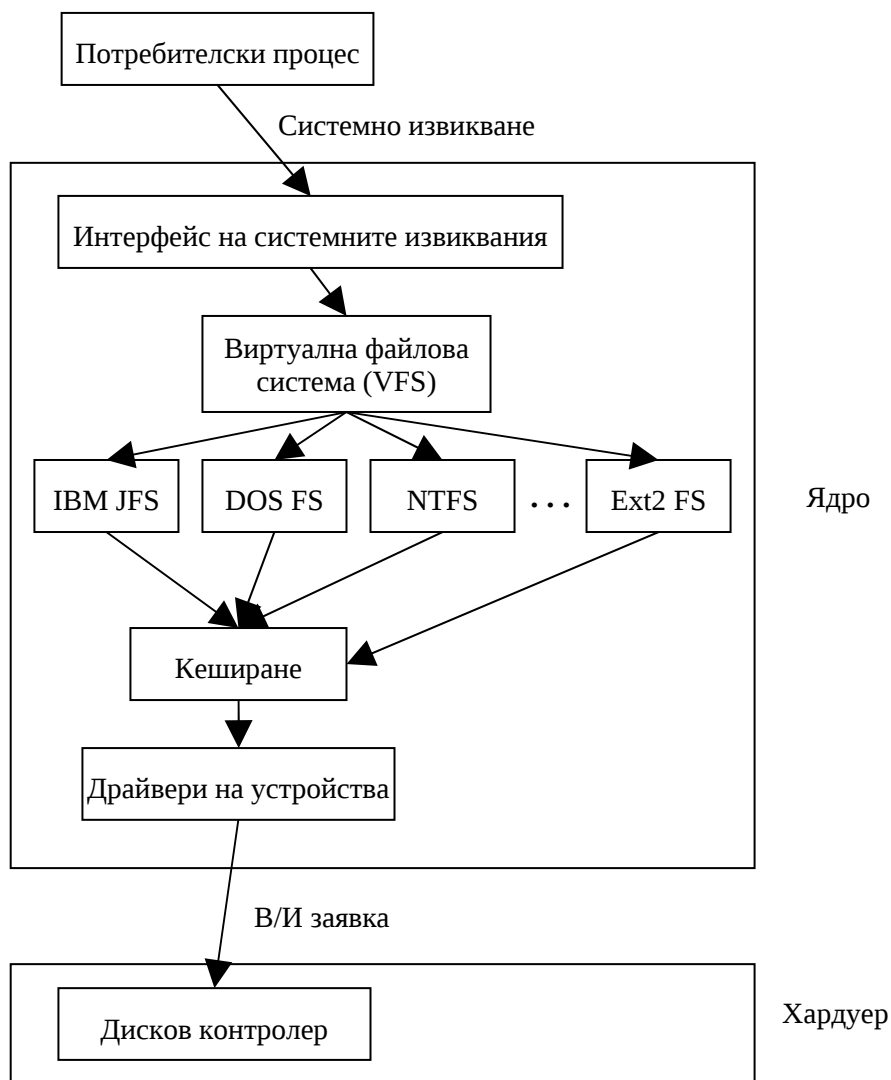 Потребителски процес
Системно извикване
Интерфейс на системните извиквания
Виртуална файлова
система (VFS)
IBM JFS
DOS FS
NTFS
. . .
Ext2 FS
Ядро
Кеширане
Драйвери на устройства
В/И заявка
Дисков контролер
Хардуер